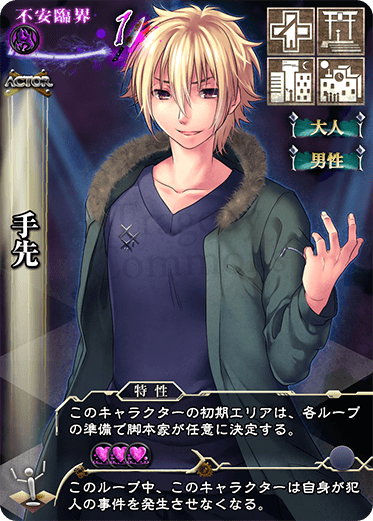 不安臨界
1
ACTOR
大人
男性
手先
特性
このキャラクターの初期エリアは、各ループ
の準備で脚本家が任意に決定する。
このループ中、このキャラクターは自身が犯
人の事件を発生させなくなる。